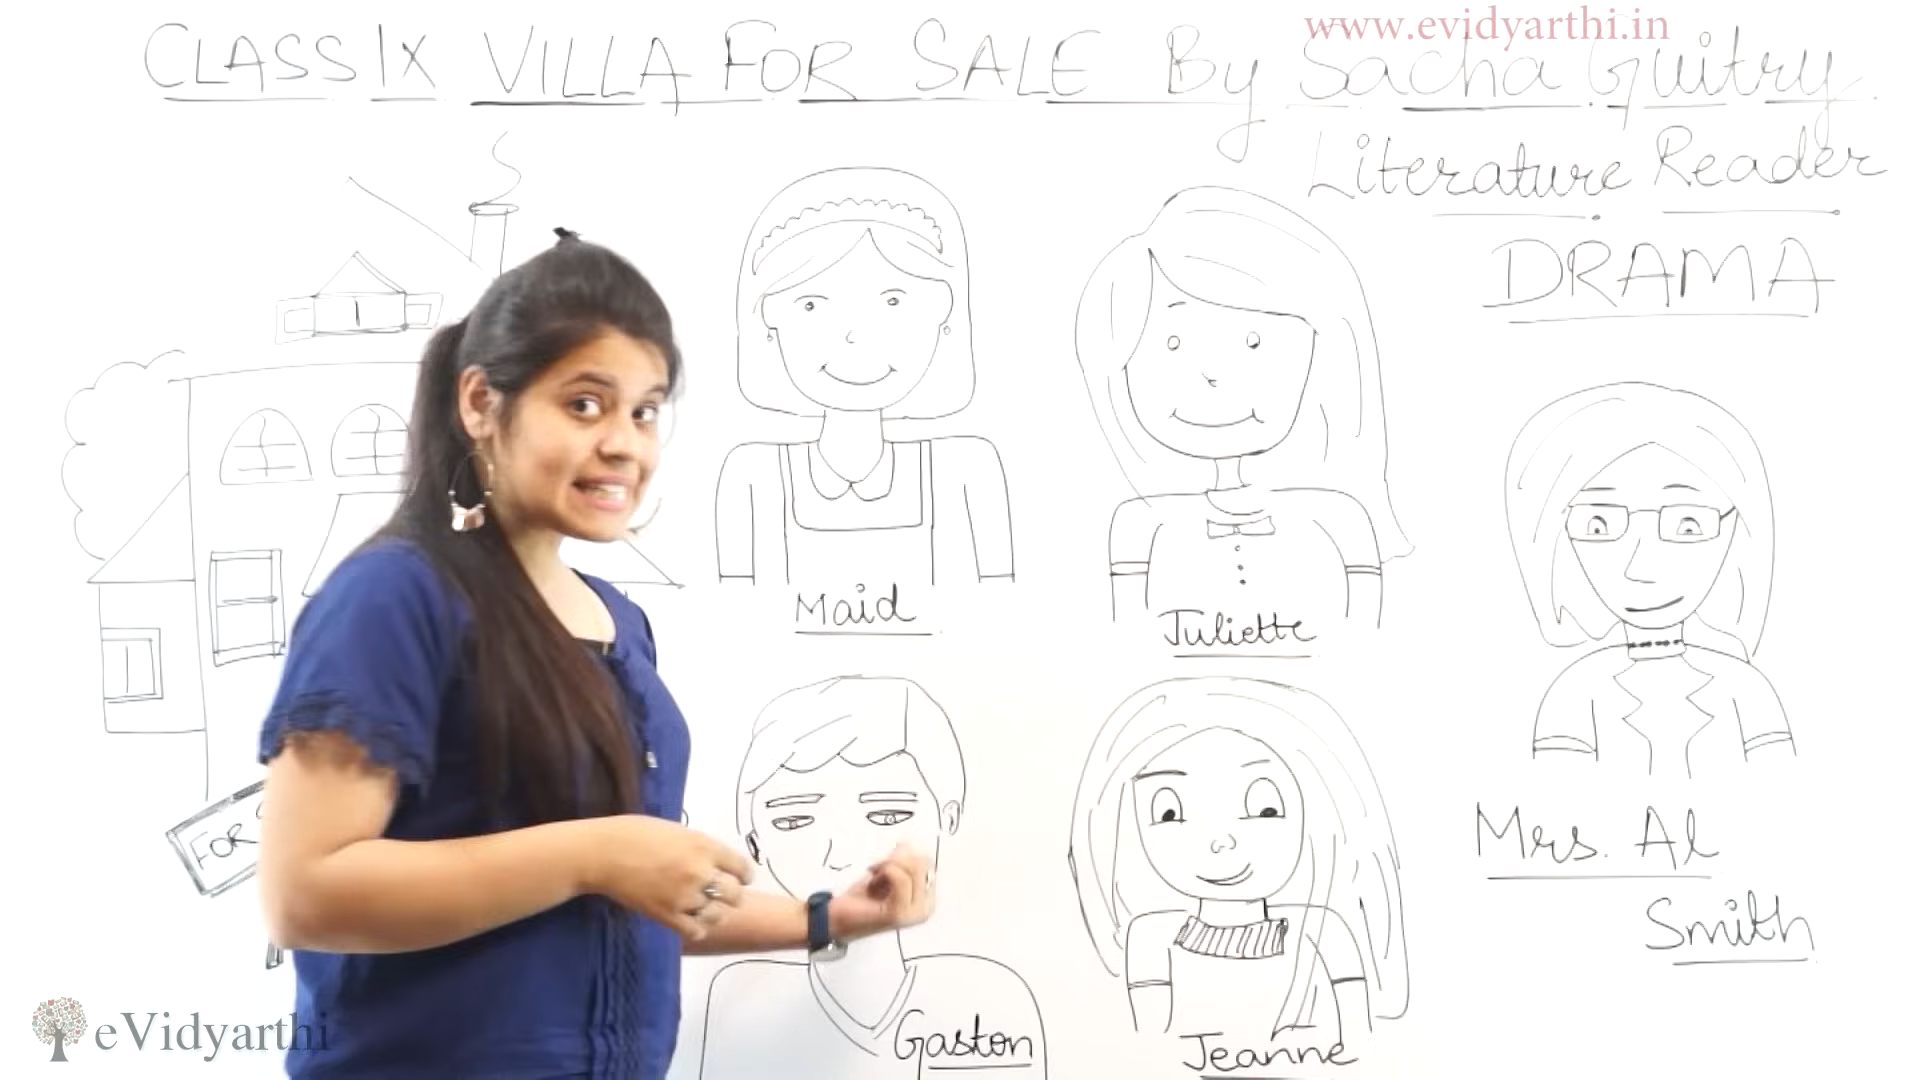 www.evidyarthi.in
CLASS IX VILLA FOR SALE By Sacha Guitry
Literature Reader
DRAMA
Maid
Juliette
Mrs. Al
Smith
FOR
Gaston
Jeanne
eVidyarthi